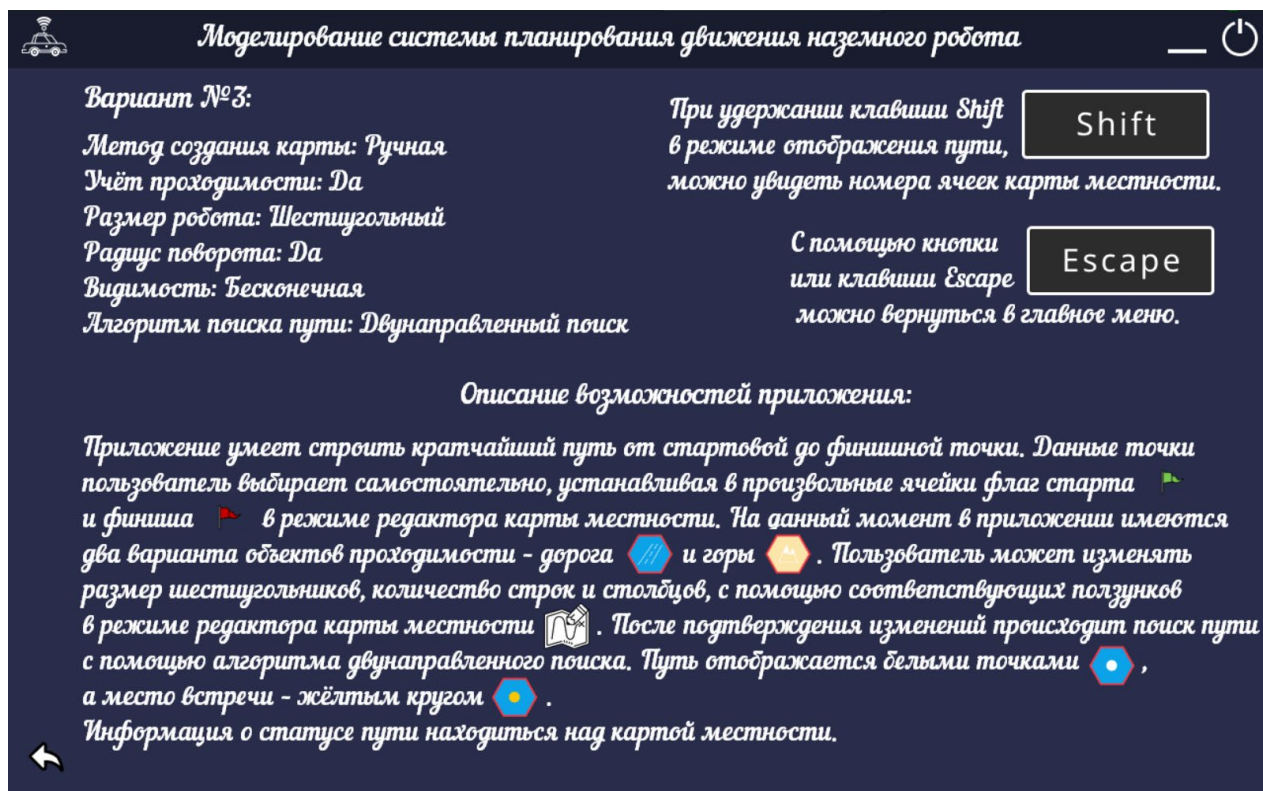 Моделирование системы планирования движения наземного робота
Вариант №3:
Метод создания карты: Ручная
Учёт проходимости: Да
Размер робота: Шестиугольный
Радиус поворота: Да
Видимость: Бесконечная
Алгоритм поиска пути: Двунаправленный поиск
При удержании клавиши Shift
в режиме отображения пути,
можно увидеть номера ячеек карты местности.
Shift
С помощью кнопки
или клавиши Escape
можно вернуться в главное меню.
Escape
Описание возможностей приложения:
Приложение умеет строить кратчайший путь от стартовой до финишной точки. Данные точки
пользователь выбирает самостоятельно, устанавливая в произвольные ячейки флаг старта
и финиша в режиме редактора карты местности. На данный момент в приложении имеются
два варианта объектов проходимости - дорога и горы . Пользователь может изменять
размер шестиугольников, количество строк и столбцов, с помощью соответствующих ползунков
в режиме редактора карты местности . После подтверждения изменений происходит поиск пути
с помощью алгоритма двунаправленного поиска. Путь отображается белыми точками ,
а место встречи - жёлтым кругом .
Информация о статусе пути находиться над картой местности.